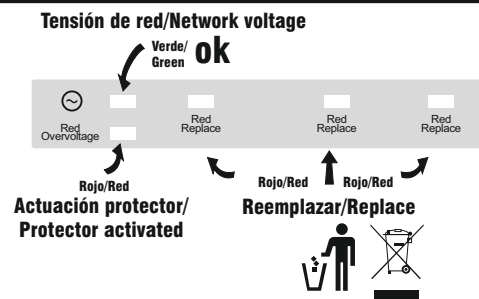 Tensión de red/Network voltage
Verde/
Green
ok
Red
Overvoltage
Red
Replace
Red
Replace
Red
Replace
Rojo/Red
Rojo/Red
Rojo/Red
Actuación protector/
Protector activated
Reemplazar/Replace